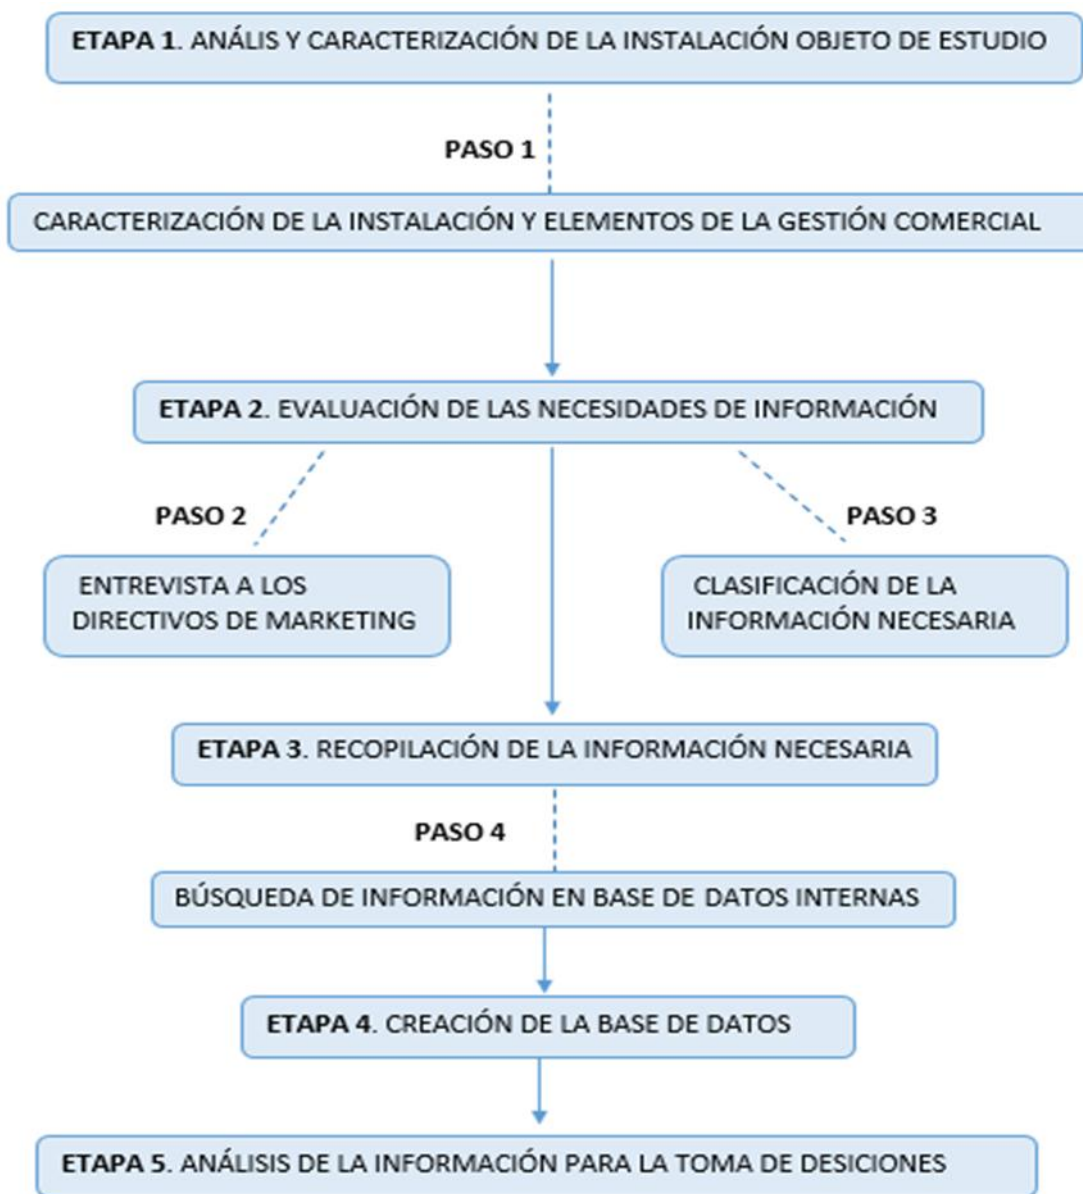 ETAPA 1. ANÁLIS Y CARACTERIZACIÓN DE LA INSTALACIÓN OBJETO DE ESTUDIO
PASO 1
CARACTERIZACIÓN DE LA INSTALACIÓN Y ELEMENTOS DE LA GESTIÓN COMERCIAL
ETAPA 2. EVALUACIÓN DE LAS NECESIDADES DE INFORMACIÓN
PASO 2
ENTREVISTA A LOS
DIRECTIVOS DE MARKETING
PASO 3
CLASIFICACIÓN DE LA
INFORMACIÓN NECESARIA
ETAPA 3. RECOPILACIÓN DE LA INFORMACIÓN NECESARIA
PASO 4
BÚSQUEDA DE INFORMACIÓN EN BASE DE DATOS INTERNAS
ETAPA 4. CREACIÓN DE LA BASE DE DATOS
ETAPA 5. ANÁLISIS DE LA INFORMACIÓN PARA LA TOMA DE DESICIONES